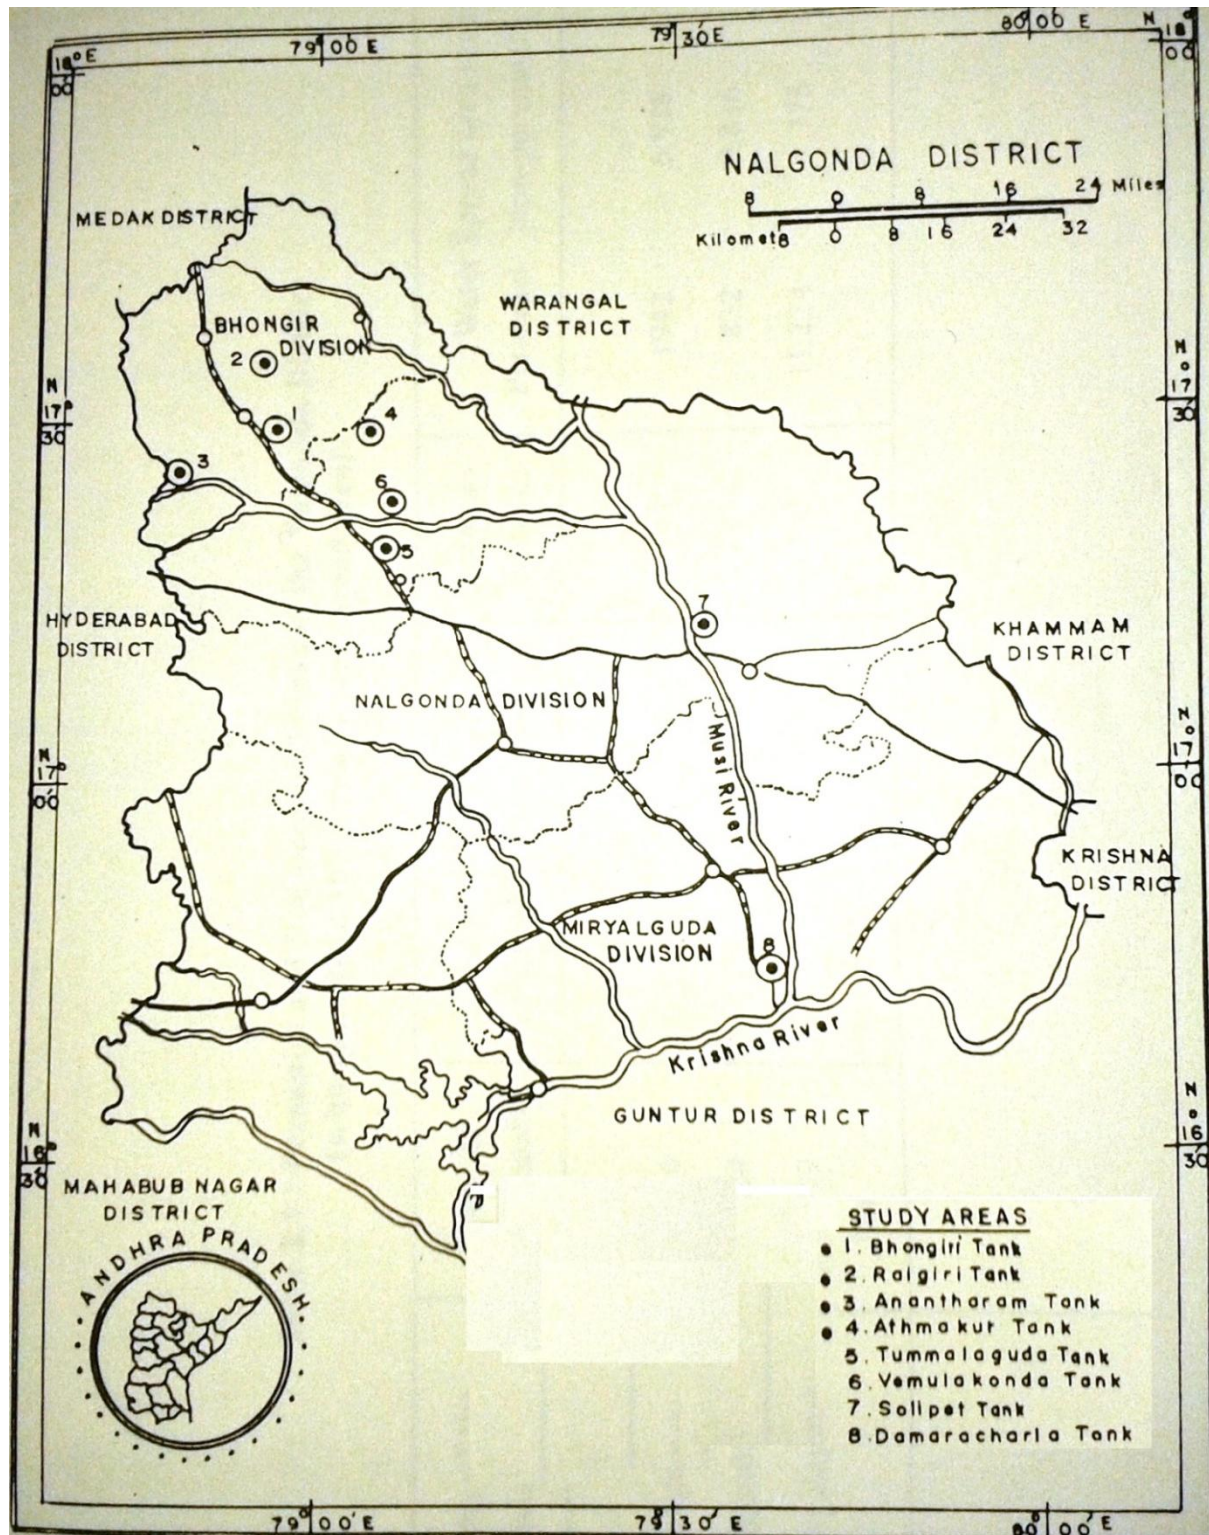 79°00'E
79°30'E
80°00'E
N
18°E
00'
18°
00
NALGONDA DISTRICT
8 0 8 16 24 Miles
Kilomet 8 0 8 16 24 32
MEDAK DISTRICT
WARANGAL
DISTRICT
BHONGIR
DIVISION
2
N
17°
30
N
°
17
30
1
4
3
6
5
7
HYDERABAD
DISTRICT
KHAMMAM
DISTRICT
NALGONDA DIVISION
Musi River
N
17°
00'
N
°
17
00
KRISHNA
DISTRICT
MIRYALGUDA
DIVISION
8
Krishna River
GUNTUR DISTRICT
N
16°
30
N
°
16
30
MAHABUB NAGAR
DISTRICT
ANDHRA PRADESH
STUDY AREAS
1. Bhongiri Tank
2. Raigiri Tank
3. Anantharam Tank
4. Athmakur Tank
5. Tummalaguda Tank
6. Vemulakonda Tank
7. Solipet Tank
8. Damaracharla Tank
79°00'E
79°30'E
80°00'E